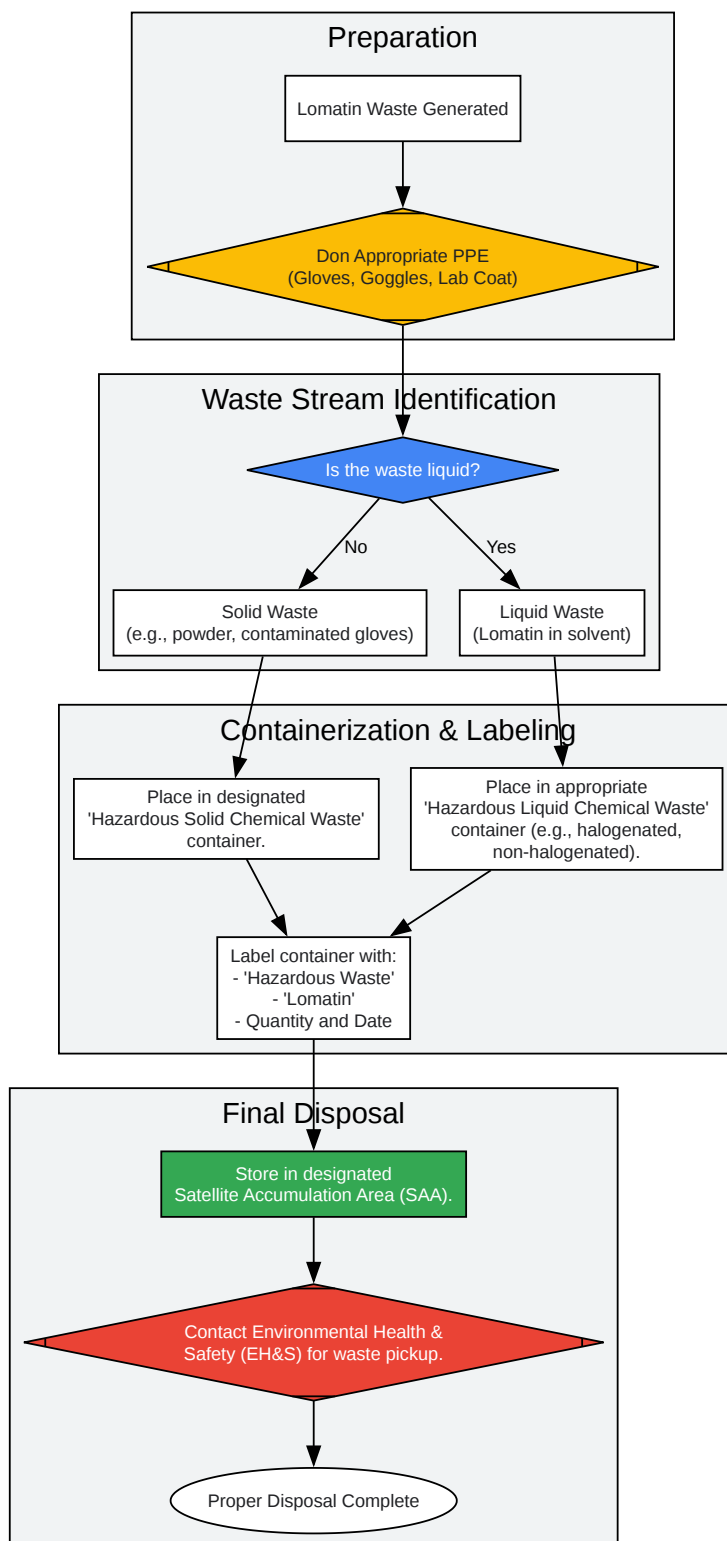 Preparation
Lomatin Waste Generated
Don Appropriate PPE
(Gloves, Goggles, Lab Coat)
Waste Stream Identification
Is the waste liquid?
No
Yes
Solid Waste
(e.g., powder, contaminated gloves)
Liquid Waste
(Lomatin in solvent)
Containerization & Labeling
Place in designated
'Hazardous Solid Chemical Waste'
container.
Place in appropriate
'Hazardous Liquid Chemical Waste'
container (e.g., halogenated,
non-halogenated).
Label container with:
- 'Hazardous Waste'
- 'Lomatin'
- Quantity and Date
Final Disposal
Store in designated
Satellite Accumulation Area (SAA).
Contact Environmental Health &
Safety (EH&S) for waste pickup.
Proper Disposal Complete